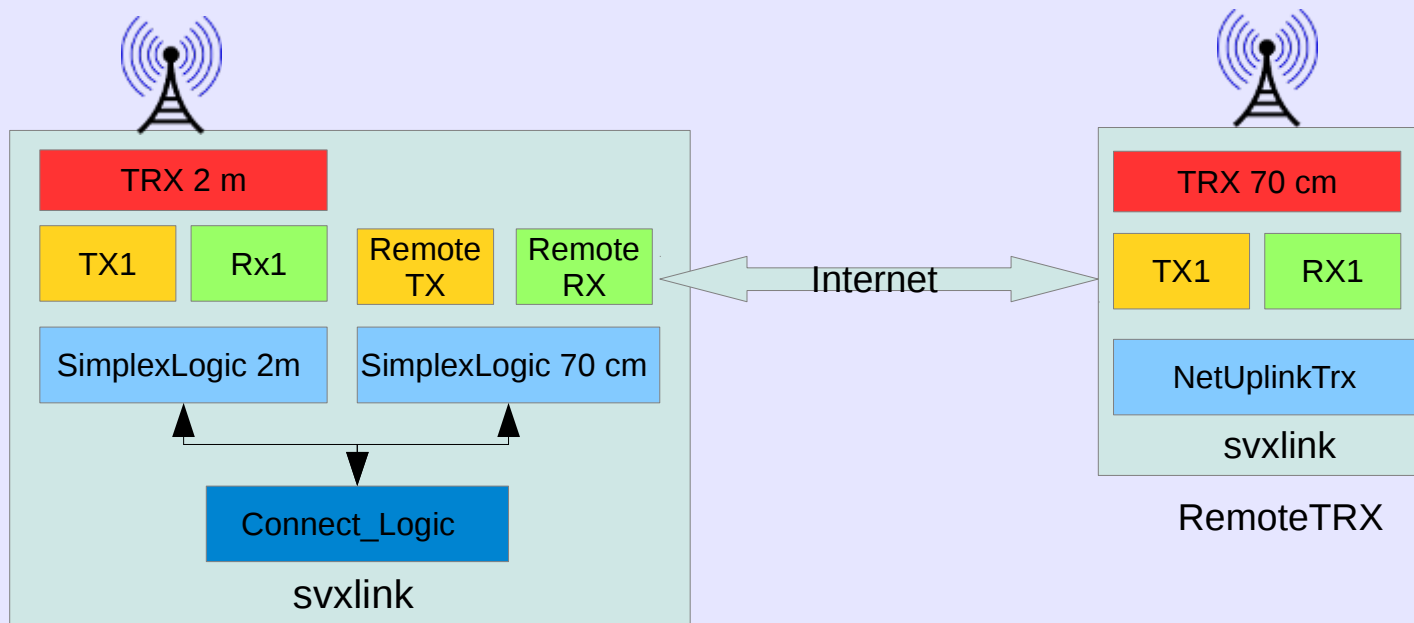 TRX 2 m
TX1
Rx1
Remote
TX
Remote
RX
SimplexLogic 2m
SimplexLogic 70 cm
Connect_Logic
svxlink
Internet
TRX 70 cm
TX1
RX1
NetUplinkTrx
svxlink
RemoteTRX